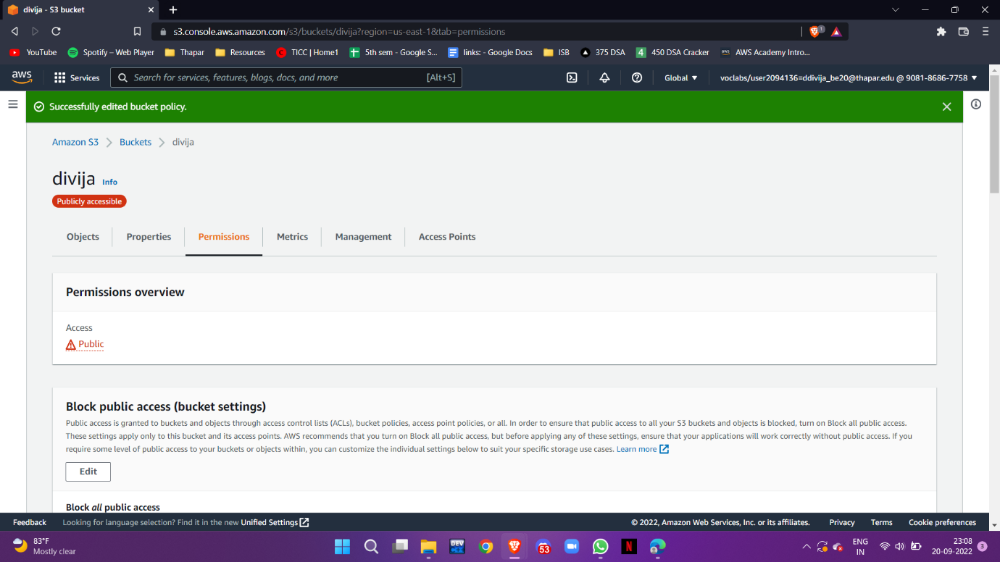 divija - S3 bucket
s3.console.aws.amazon.com/s3/buckets/divija?region=us-east-1&tab=permissions
1
YouTube Spotify – Web Player Thapar Resources TICC | Home1 5th sem - Google S... links: - Google Docs ISB 375 DSA 4 450 DSA Cracker aws AWS Academy Intro...
aws Services Search for services, features, blogs, docs, and more [Alt+S] Global voclabs/user2094136=ddivija_be20@thapar.edu @ 9081-8686-7758
Successfully edited bucket policy.
Amazon S3 Buckets divija
divija Info
Publicly accessible
Objects Properties Permissions Metrics Management Access Points
Permissions overview
Access
Public
Block public access (bucket settings)
Public access is granted to buckets and objects through access control lists (ACLs), bucket policies, access point policies, or all. In order to ensure that public access to all your S3 buckets and objects is blocked, turn on Block all public access.
These settings apply only to this bucket and its access points. AWS recommends that you turn on Block all public access, but before applying any of these settings, ensure that your applications will work correctly without public access. If you
require some level of public access to your buckets or objects within, you can customize the individual settings below to suit your specific storage use cases. Learn more
Edit
Block all public access
Feedback Looking for language selection? Find it in the new Unified Settings © 2022, Amazon Web Services, Inc. or its affiliates. Privacy Terms Cookie preferences
83°F
Mostly clear
DEV
53
N
ENG
IN
23:08
20-09-2022
3